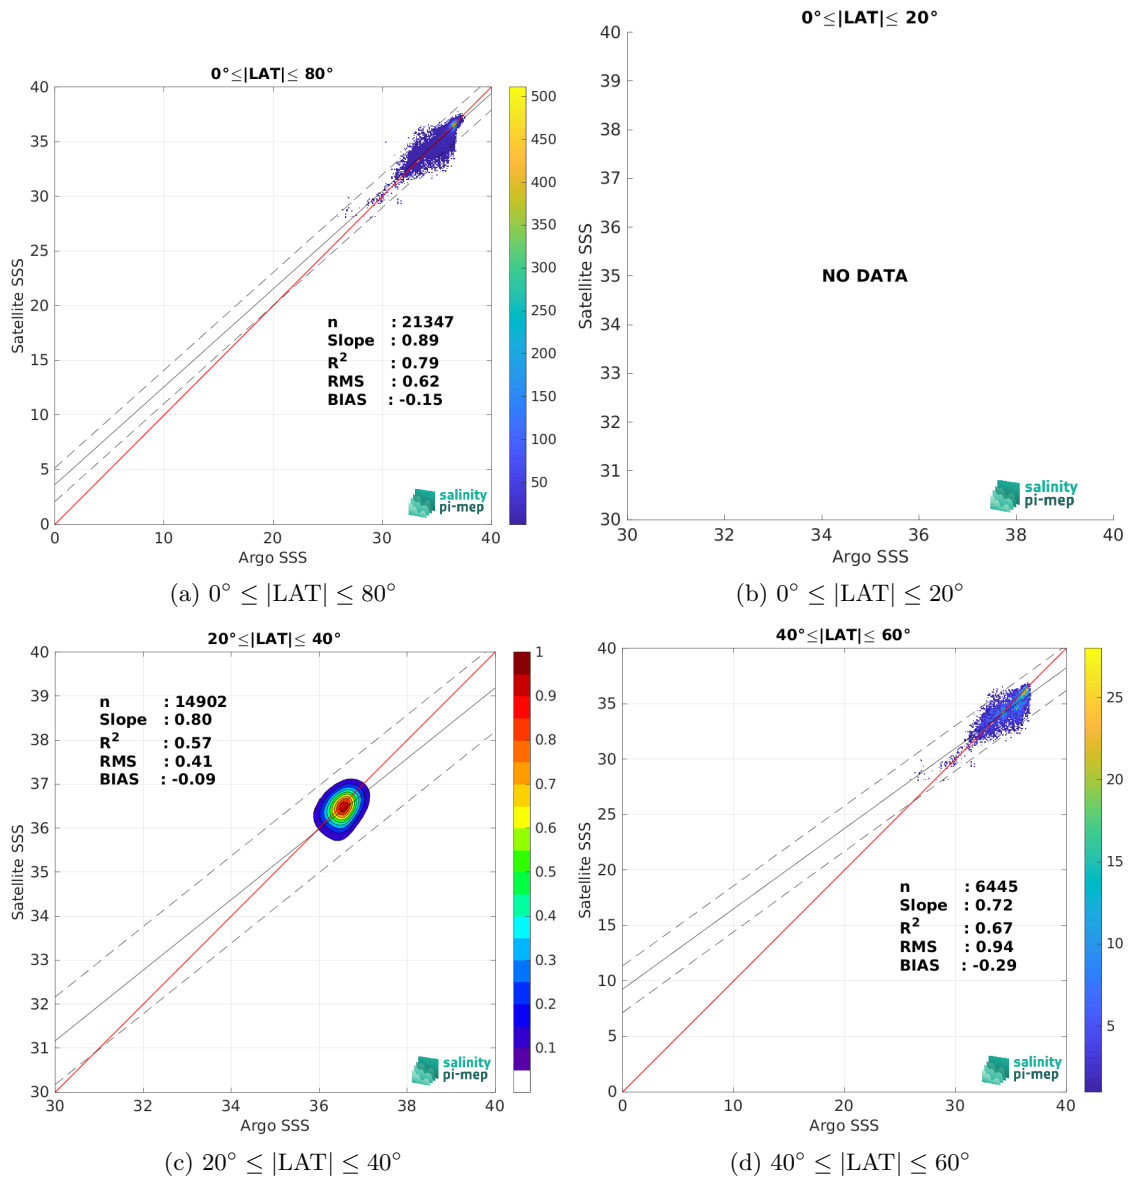 0°≤|LAT|≤ 80°
40
35
30
25
20
15
10
5
0
Satellite SSS
n : 21347
Slope : 0.89
R² : 0.79
RMS : 0.62
BIAS : -0.15
salinity
pi-mep
0 10 20 30 40
Argo SSS
500
450
400
350
300
250
200
150
100
50
(a) 0° ≤ |LAT| ≤ 80°
0°≤|LAT|≤ 20°
40
39
38
37
36
35
34
33
32
31
30
Satellite SSS
NO DATA
salinity
pi-mep
30 32 34 36 38 40
Argo SSS
(b) 0° ≤ |LAT| ≤ 20°
20°≤|LAT|≤ 40°
40
39
38
37
36
35
34
33
32
31
30
Satellite SSS
n : 14902
Slope : 0.80
R² : 0.57
RMS : 0.41
BIAS : -0.09
salinity
pi-mep
30 32 34 36 38 40
Argo SSS
1
0.9
0.8
0.7
0.6
0.5
0.4
0.3
0.2
0.1
(c) 20° ≤ |LAT| ≤ 40°
40°≤|LAT|≤ 60°
40
35
30
25
20
15
10
5
0
Satellite SSS
n : 6445
Slope : 0.72
R² : 0.67
RMS : 0.94
BIAS : -0.29
salinity
pi-mep
0 10 20 30 40
Argo SSS
25
20
15
10
5
(d) 40° ≤ |LAT| ≤ 60°